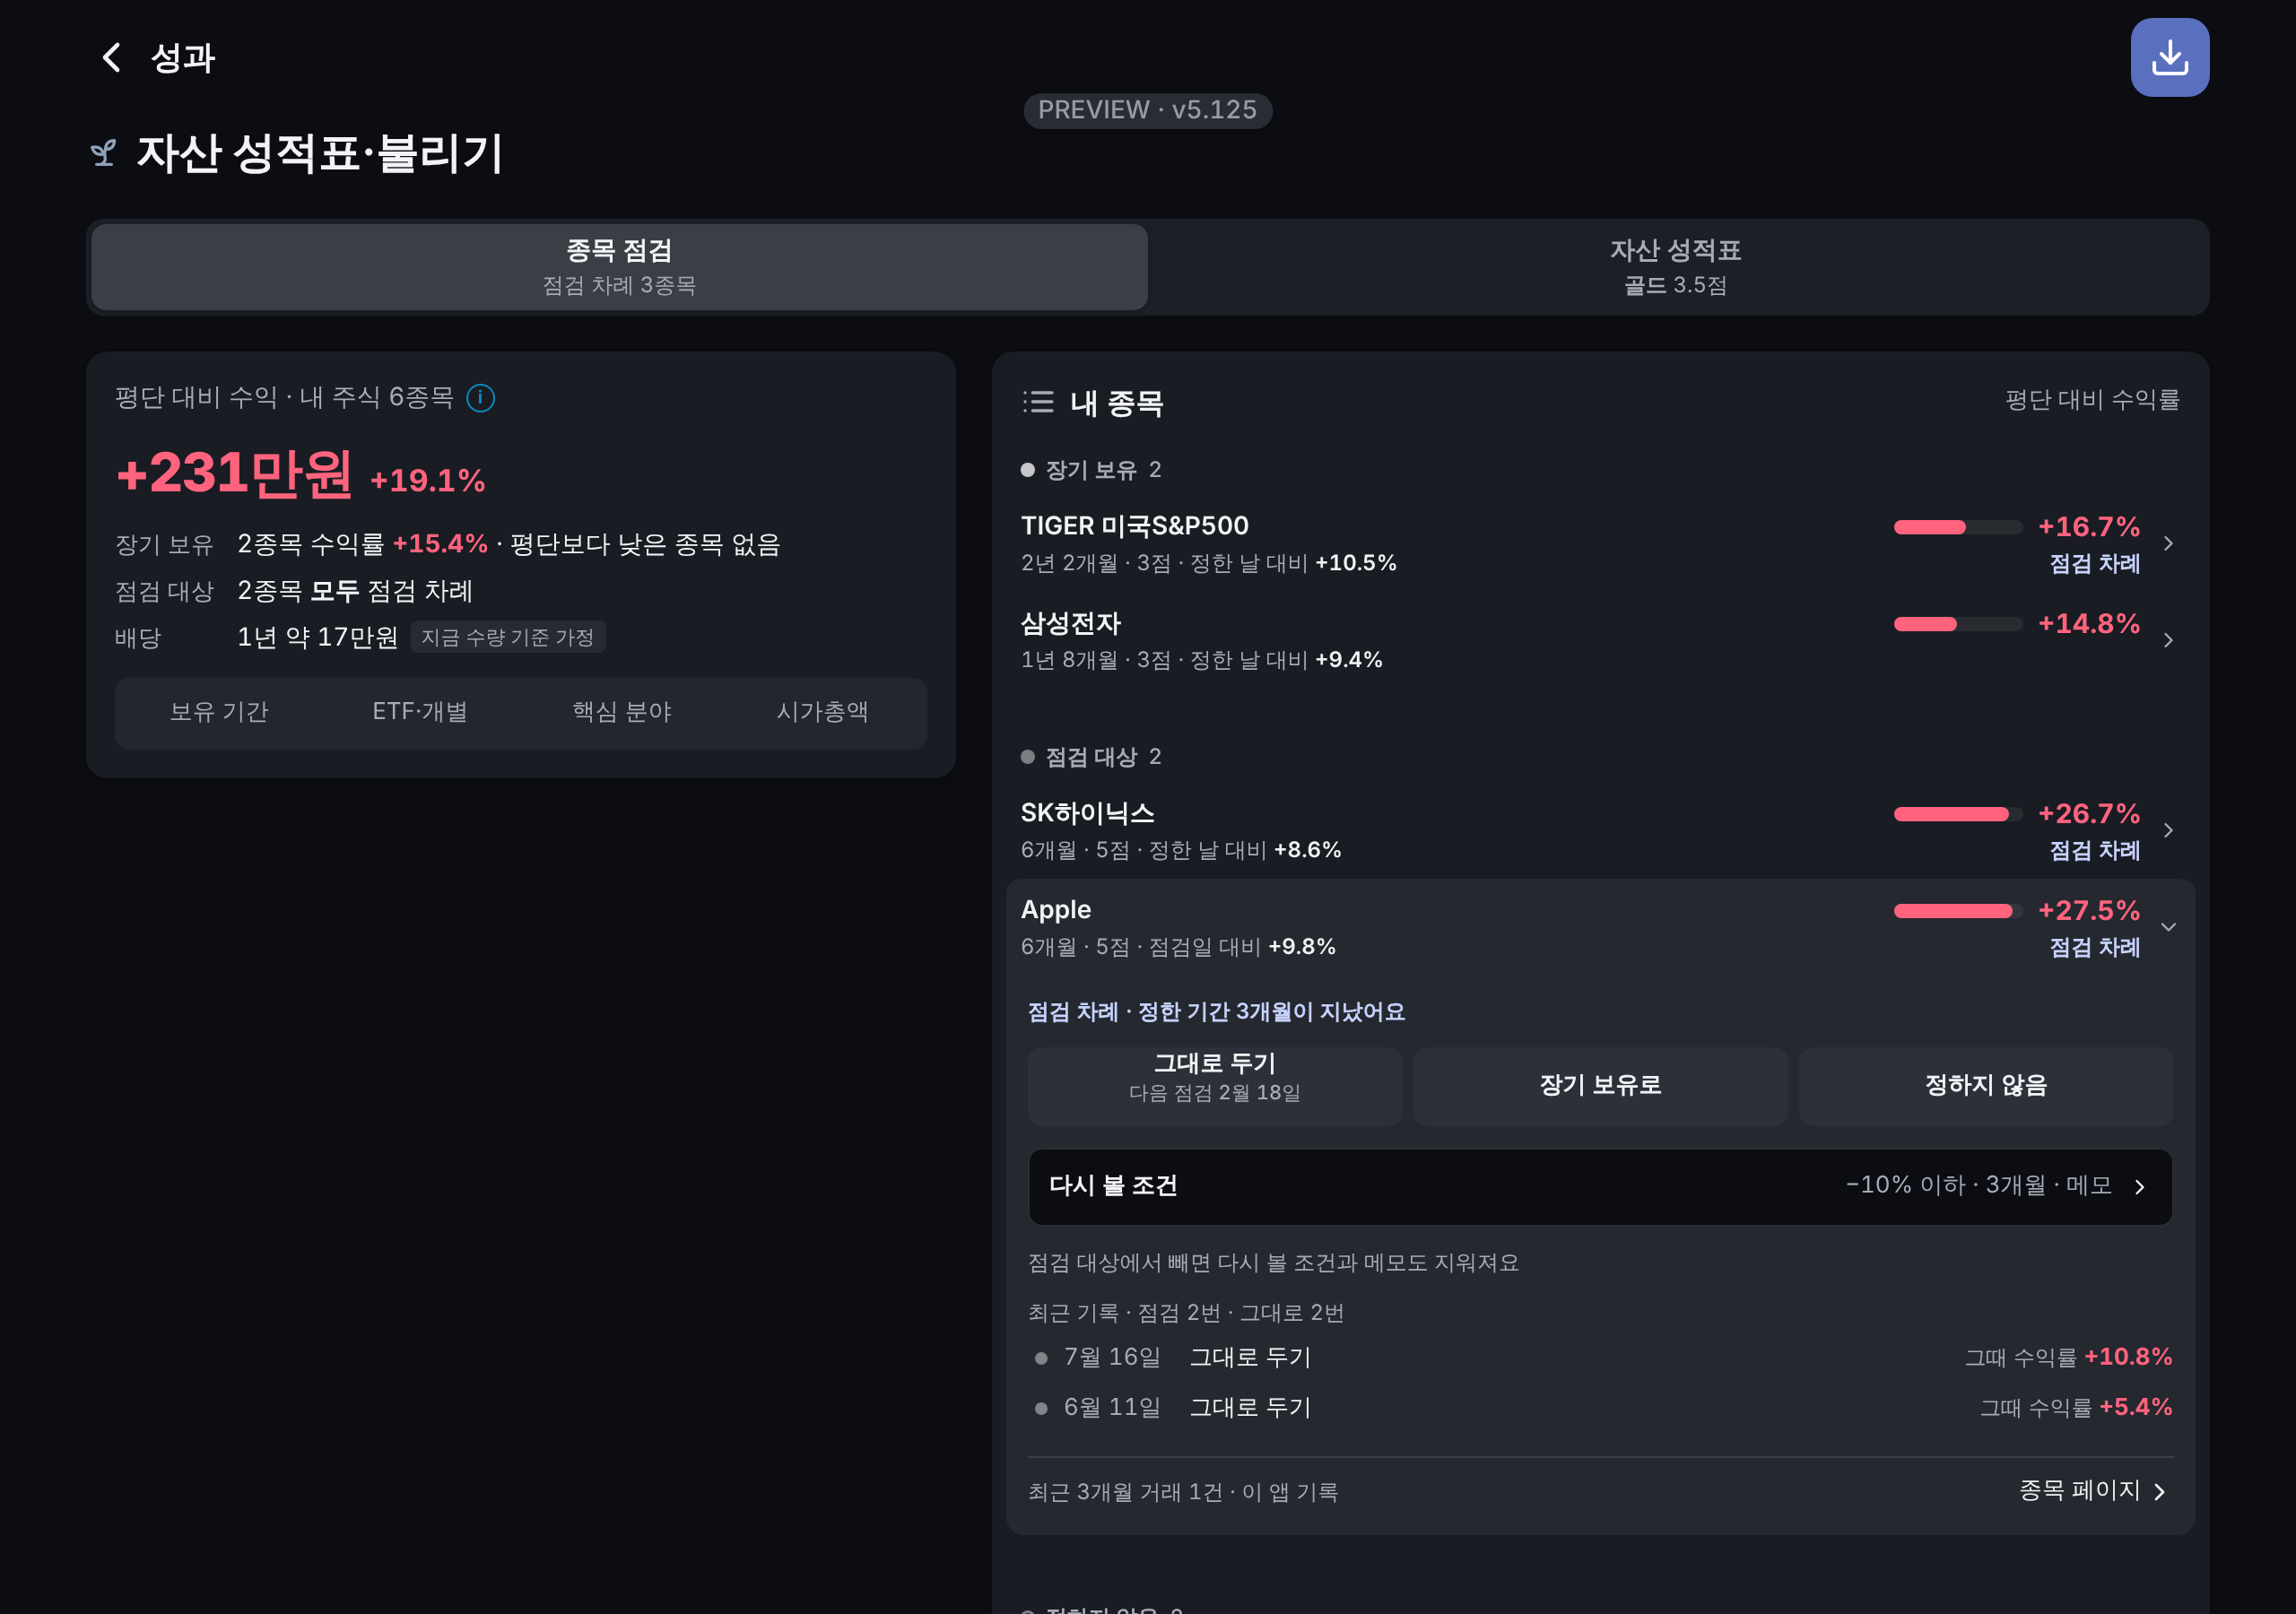 성과
PREVIEW · v5.125
자산 성적표·불리기
종목 점검
점검 차례 3종목
자산 성적표
골드 3.5점
평단 대비 수익 · 내 주식 6종목
+231만원 +19.1%
장기 보유 2종목 수익률 +15.4% · 평단보다 낮은 종목 없음
점검 대상 2종목 모두 점검 차례
배당 1년 약 17만원 지금 수량 기준 가정
보유 기간 ETF·개별 핵심 분야 시가총액
내 종목 평단 대비 수익률
장기 보유 2
TIGER 미국S&P500 +16.7%
2년 2개월 · 3점 · 정한 날 대비 +10.5% 점검 차례
삼성전자 +14.8%
1년 8개월 · 3점 · 정한 날 대비 +9.4%
점검 대상 2
SK하이닉스 +26.7%
6개월 · 5점 · 정한 날 대비 +8.6% 점검 차례
Apple +27.5%
6개월 · 5점 · 점검일 대비 +9.8% 점검 차례
점검 차례 · 정한 기간 3개월이 지났어요
그대로 두기
다음 점검 2월 18일
장기 보유로
정하지 않음
다시 볼 조건 −10% 이하 · 3개월 · 메모
점검 대상에서 빼면 다시 볼 조건과 메모도 지워져요
최근 기록 · 점검 2번 · 그대로 2번
7월 16일 그대로 두기 그때 수익률 +10.8%
6월 11일 그대로 두기 그때 수익률 +5.4%
최근 3개월 거래 1건 · 이 앱 기록 종목 페이지